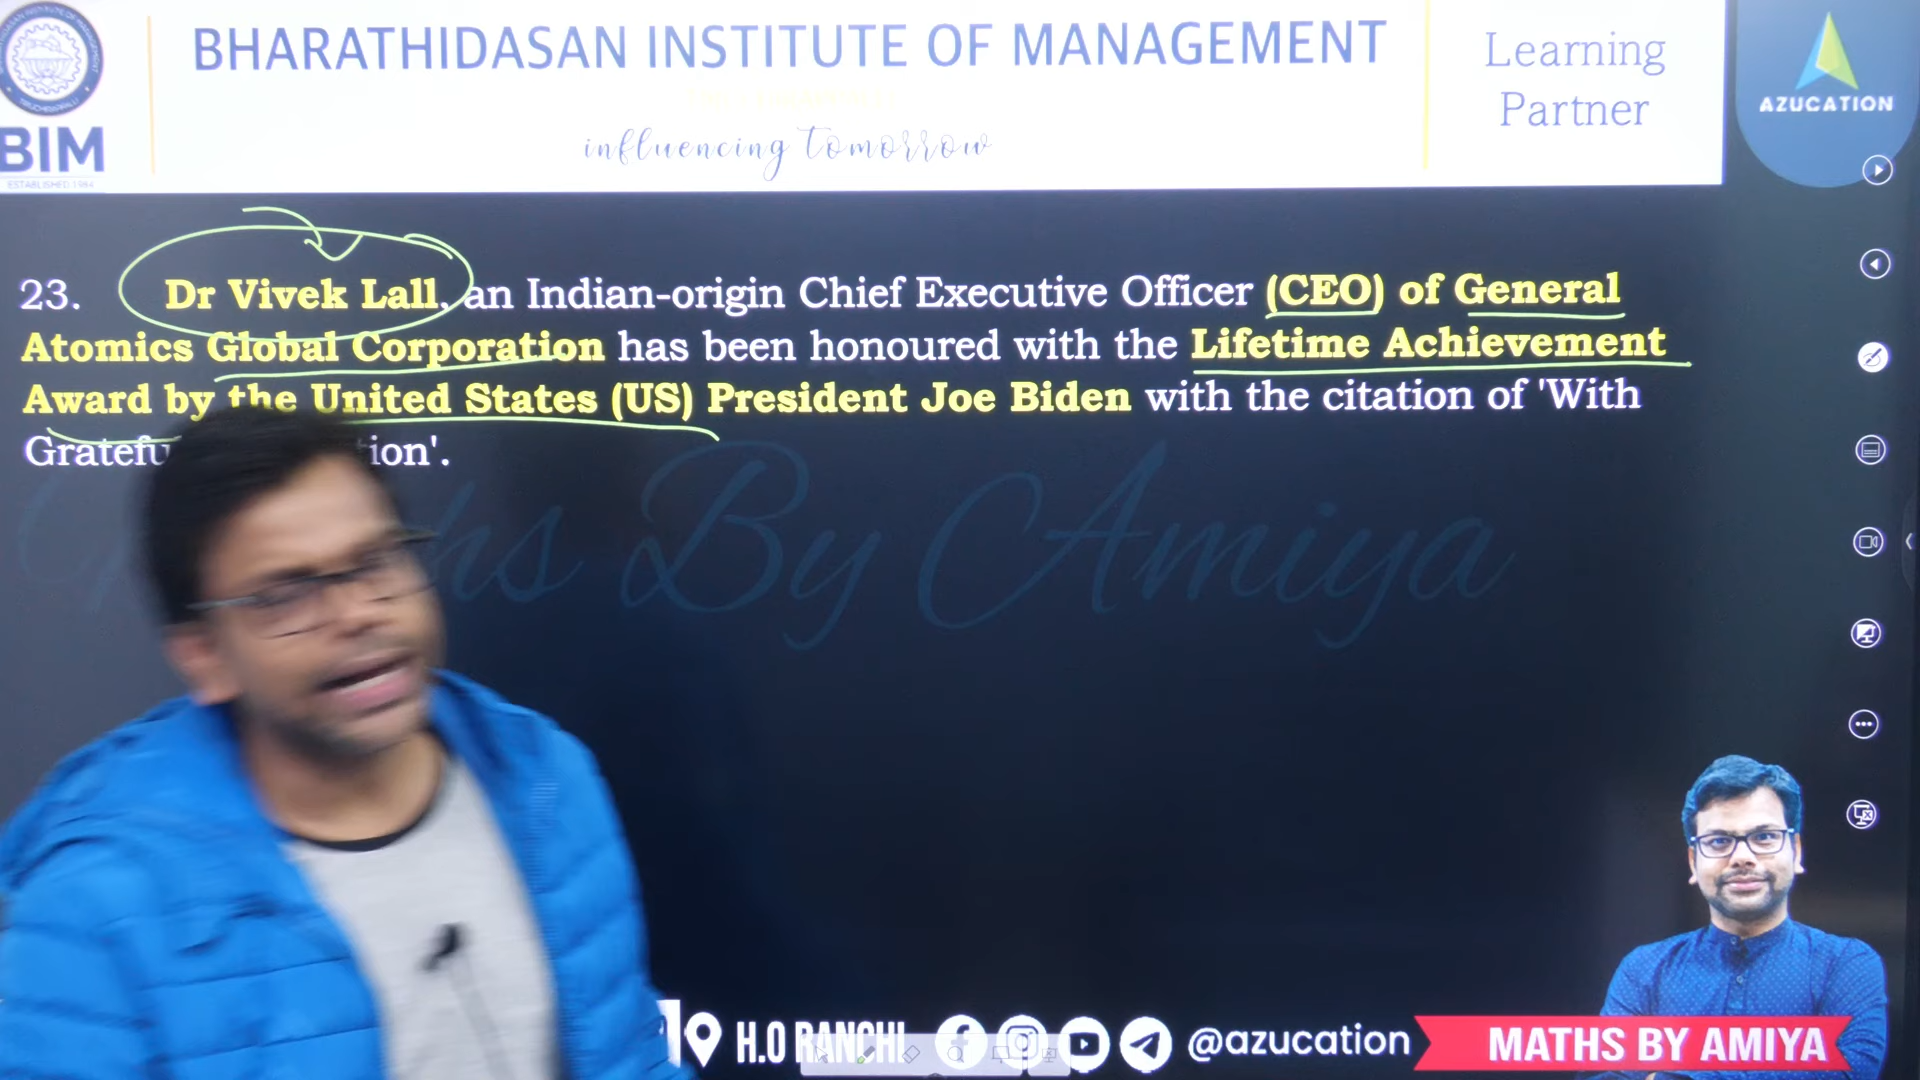 BHARATHIDASAN INSTITUTE OF MANAGEMENT
influencing tomorrow
BIM
ESTABLISHED 1984
Learning
Partner
AZUCATION
23. Dr Vivek Lall, an Indian-origin Chief Executive Officer (CEO) of General
Atomics Global Corporation has been honoured with the Lifetime Achievement
Award by the United States (US) President Joe Biden with the citation of 'With
Gratefu ion'.
By Amiya
H.O RANCHI
@azucation
MATHS BY AMIYA